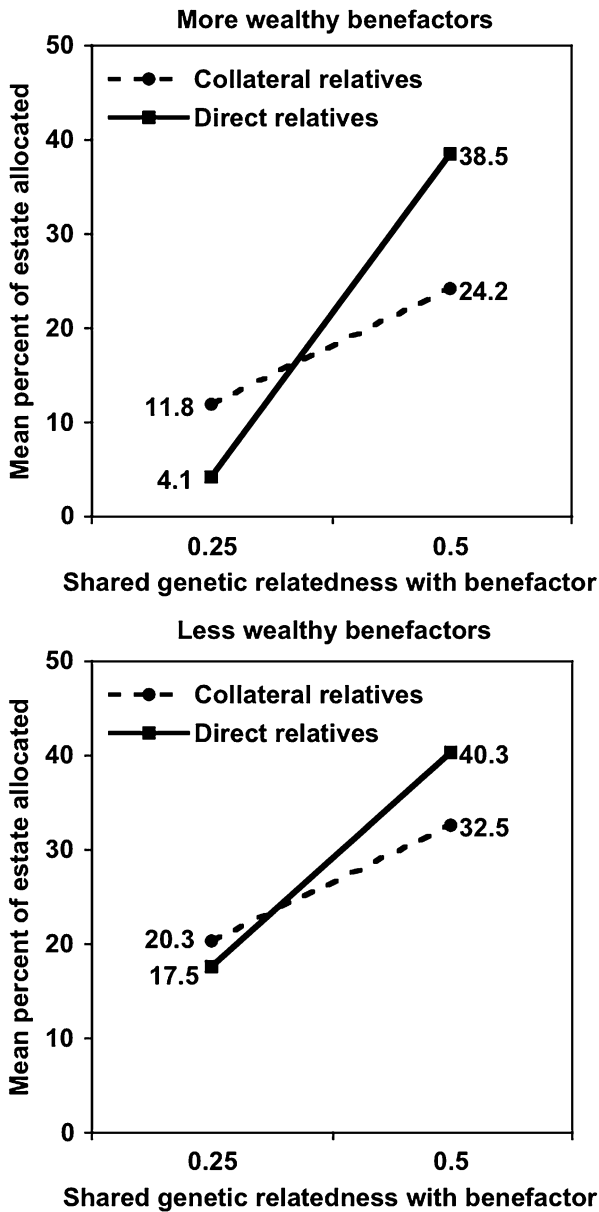 More wealthy benefactors
50
40
30
20
10
0
Mean percent of estate allocated
Collateral relatives
Direct relatives
38.5
24.2
11.8
4.1
0.25
0.5
Shared genetic relatedness with benefactor
Less wealthy benefactors
50
40
30
20
10
0
Mean percent of estate allocated
Collateral relatives
Direct relatives
40.3
32.5
20.3
17.5
0.25
0.5
Shared genetic relatedness with benefactor